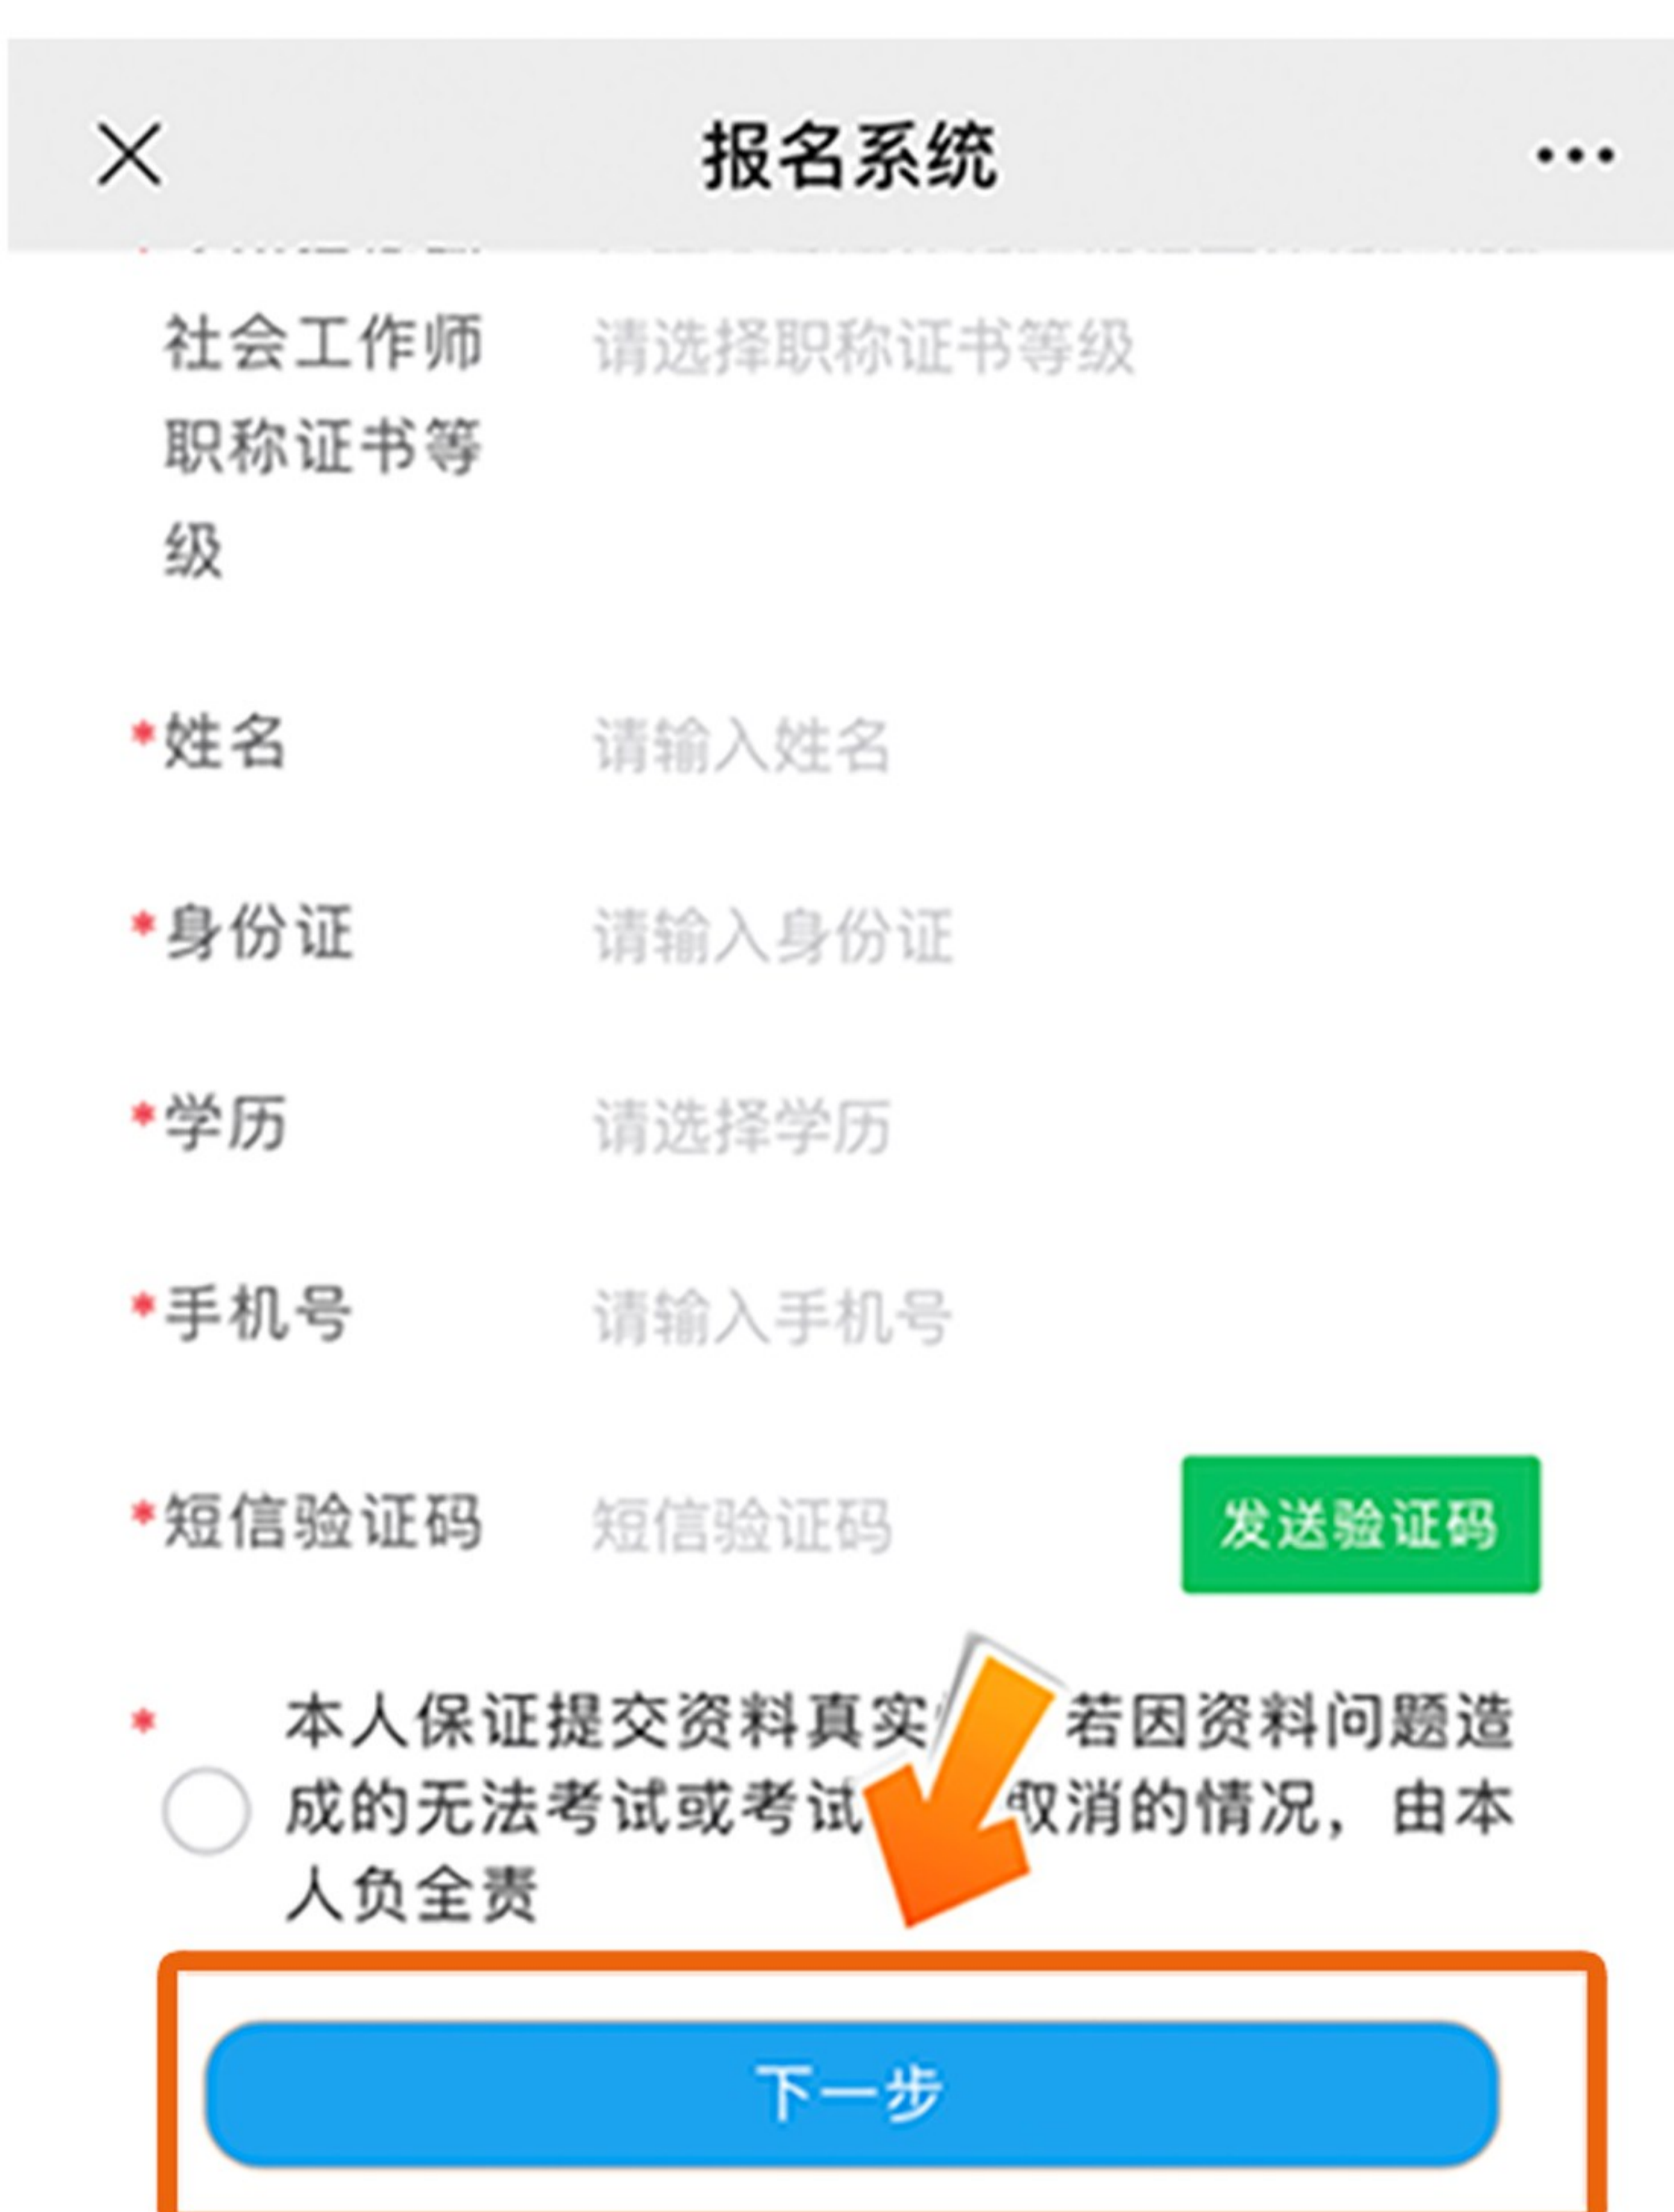 报名系统
社会工作师 请选择职称证书等级
职称证书等
级
*姓名 请输入姓名
*身份证 请输入身份证
*学历 请选择学历
*手机号 请输入手机号
*短信验证码 短信验证码 发送验证码
* 本人保证提交资料真实 若因资料问题造
成的无法考试或考试 取消的情况，由本
人负全责
下一步